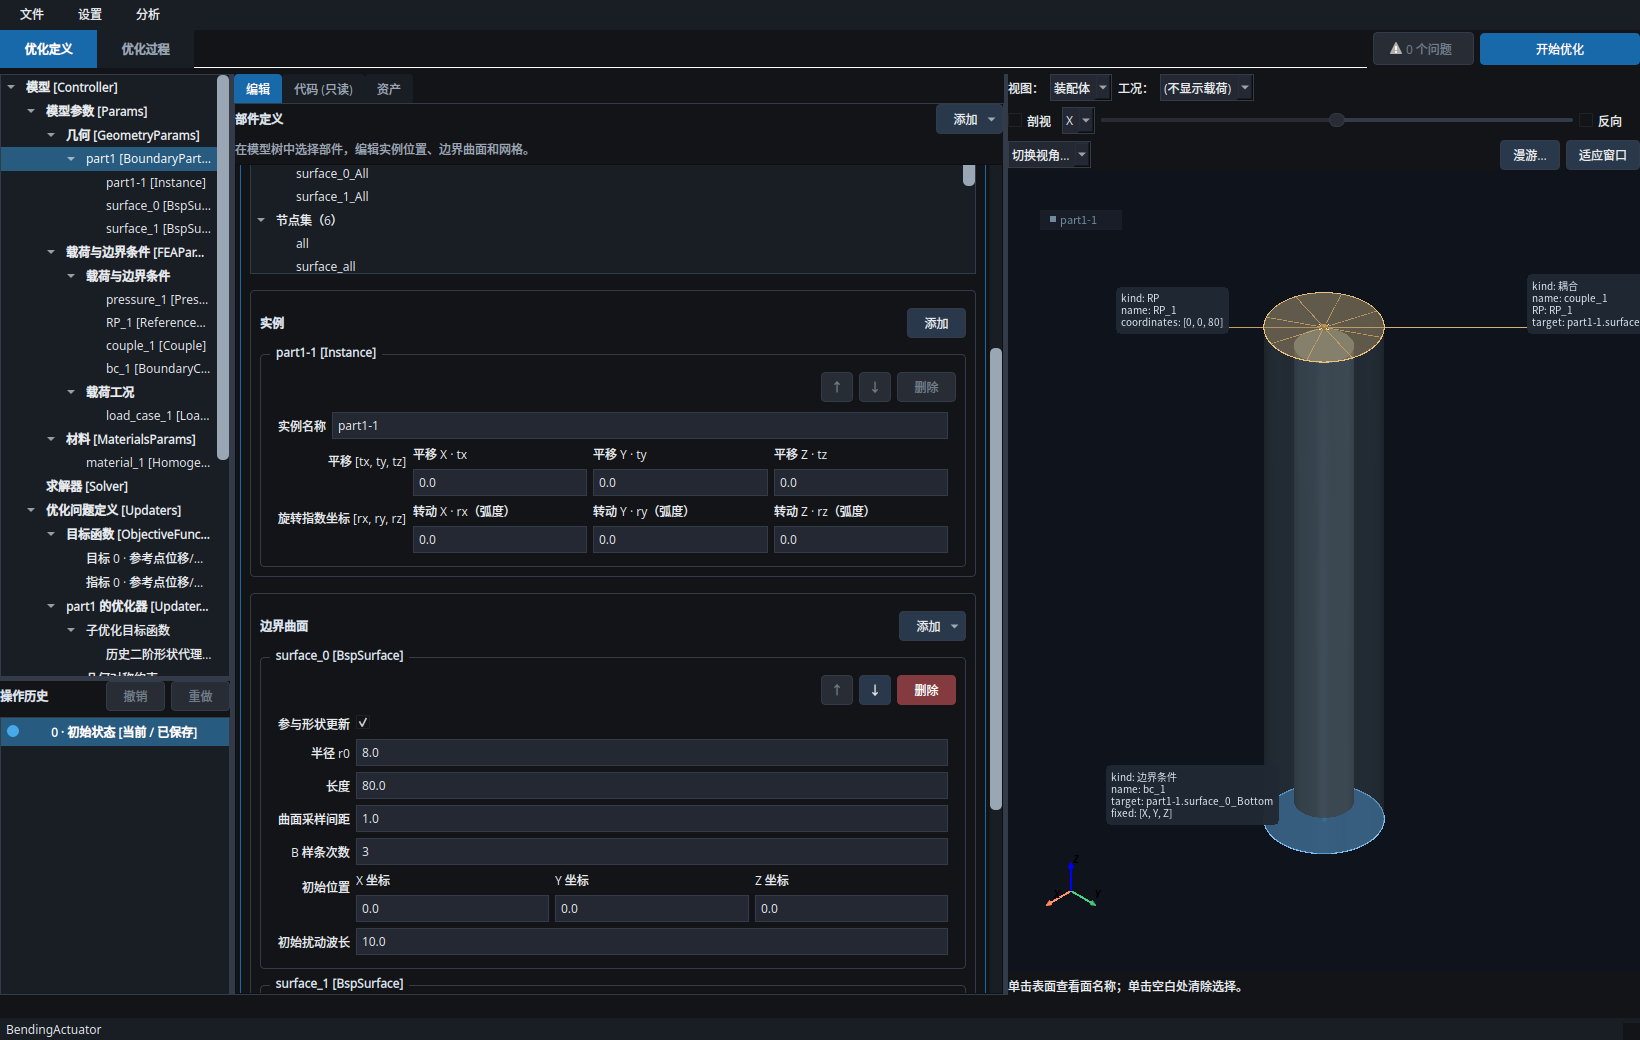 文件 设置 分析
优化定义 优化过程 0 个问题 开始优化
模型 [Controller]
模型参数 [Params]
几何 [GeometryParams]
part1 [BoundaryPart...
part1-1 [Instance]
surface_0 [BspSu...
surface_1 [BspSu...
载荷与边界条件 [FEAPar...
载荷与边界条件
pressure_1 [Pres...
RP_1 [Reference...
couple_1 [Couple]
bc_1 [BoundaryC...
载荷工况
load_case_1 [Loa...
材料 [MaterialsParams]
material_1 [Homoge...
求解器 [Solver]
优化问题定义 [Updaters]
目标函数 [ObjectiveFunc...
目标 0 · 参考点位移/...
指标 0 · 参考点位移/...
part1 的优化器 [Updater...
子优化目标函数
历史二阶形状代理...
操作历史 撤销 重做
0 · 初始状态 [当前 / 已保存]
编辑 代码 (只读) 资产
部件定义 添加
在模型树中选择部件，编辑实例位置、边界曲面和网格。
surface_0_All
surface_1_All
节点集（6）
all
surface_all
实例 添加
part1-1 [Instance]
↑ ↓ 删除
实例名称 part1-1
平移 [tx, ty, tz] 平移 X · tx 平移 Y · ty 平移 Z · tz
0.0 0.0 0.0
旋转指数坐标 [rx, ry, rz] 转动 X · rx（弧度） 转动 Y · ry（弧度） 转动 Z · rz（弧度）
0.0 0.0 0.0
边界曲面 添加
surface_0 [BspSurface]
↑ ↓ 删除
参与形状更新 ✓
半径 r0 8.0
长度 80.0
曲面采样间距 1.0
B 样条次数 3
初始位置 X 坐标 Y 坐标 Z 坐标
0.0 0.0 0.0
初始扰动波长 10.0
surface_1 [BspSurface]
视图： 装配体 工况： (不显示载荷)
剖视 X 反向
切换视角... 漫游... 适应窗口
part1-1
kind: RP
name: RP_1
coordinates: [0, 0, 80]
kind: 耦合
name: couple_1
RP: RP_1
target: part1-1.surface
kind: 边界条件
name: bc_1
target: part1-1.surface_0_Bottom
fixed: [X, Y, Z]
Z
单击表面查看面名称；单击空白处清除选择。
BendingActuator